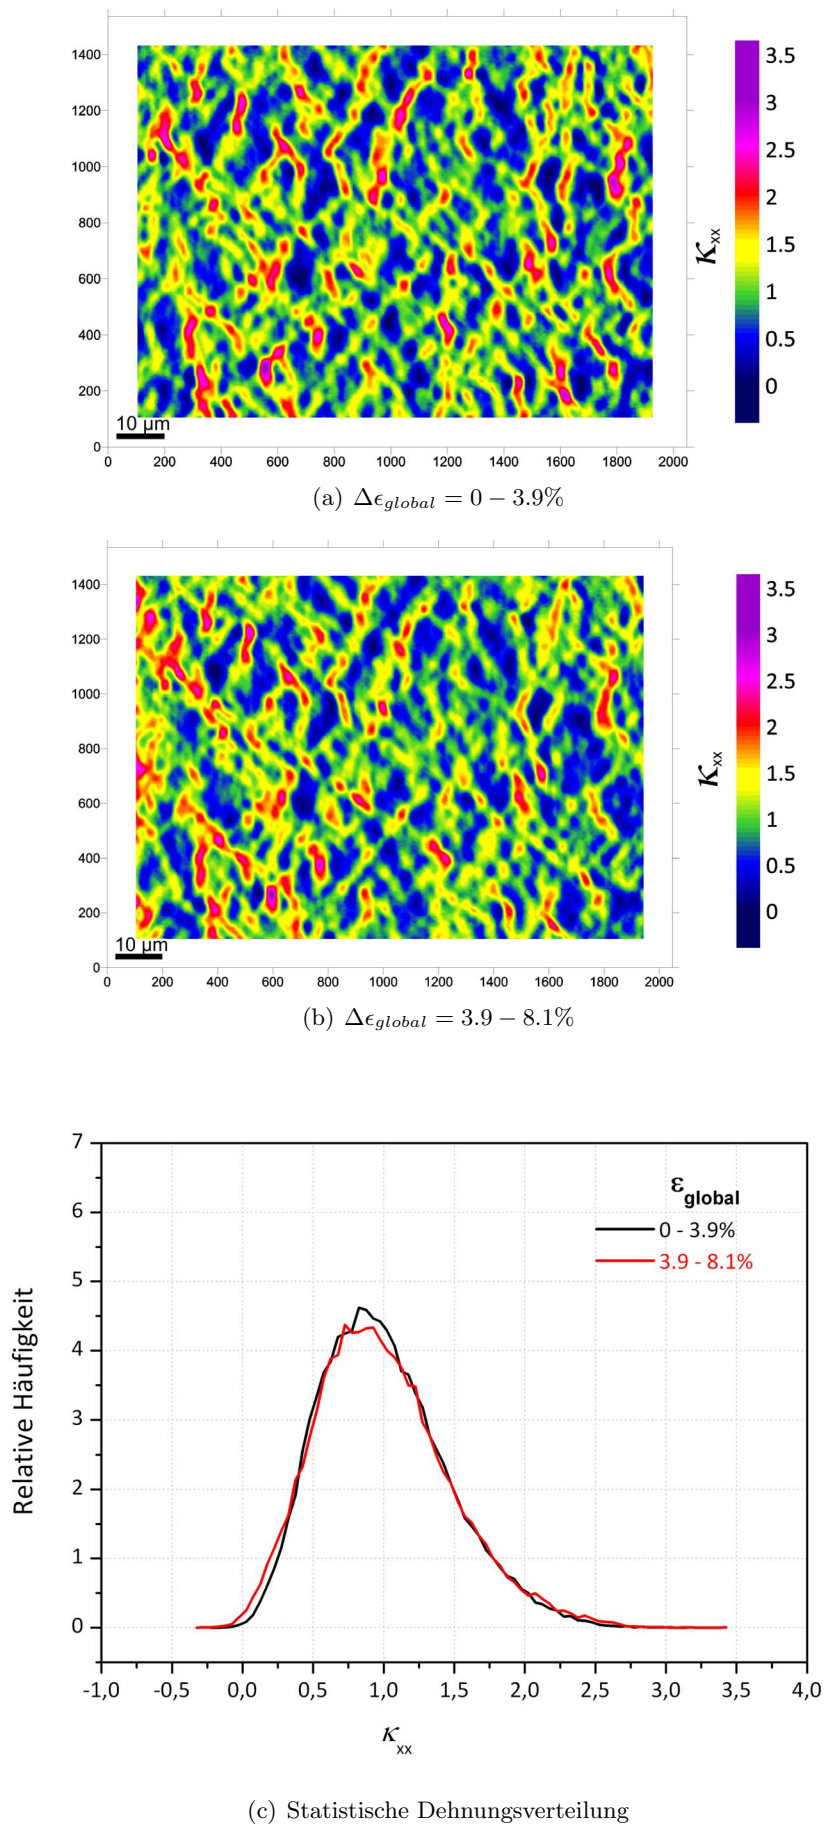 1400
1200
1000
800
600
400
200
0
10 µm
0 200 400 600 800 1000 1200 1400 1600 1800 2000
3.5
3
2.5
2
1.5
1
0.5
0
κxx
(a) Δϵglobal = 0 − 3.9%
1400
1200
1000
800
600
400
200
0
10 µm
0 200 400 600 800 1000 1200 1400 1600 1800 2000
3.5
3
2.5
2
1.5
1
0.5
0
κxx
(b) Δϵglobal = 3.9 − 8.1%
7
6
5
4
3
2
1
0
Relative Häufigkeit
εglobal
0 - 3.9%
3.9 - 8.1%
-1,0 -0,5 0,0 0,5 1,0 1,5 2,0 2,5 3,0 3,5 4,0
κxx
(c) Statistische Dehnungsverteilung